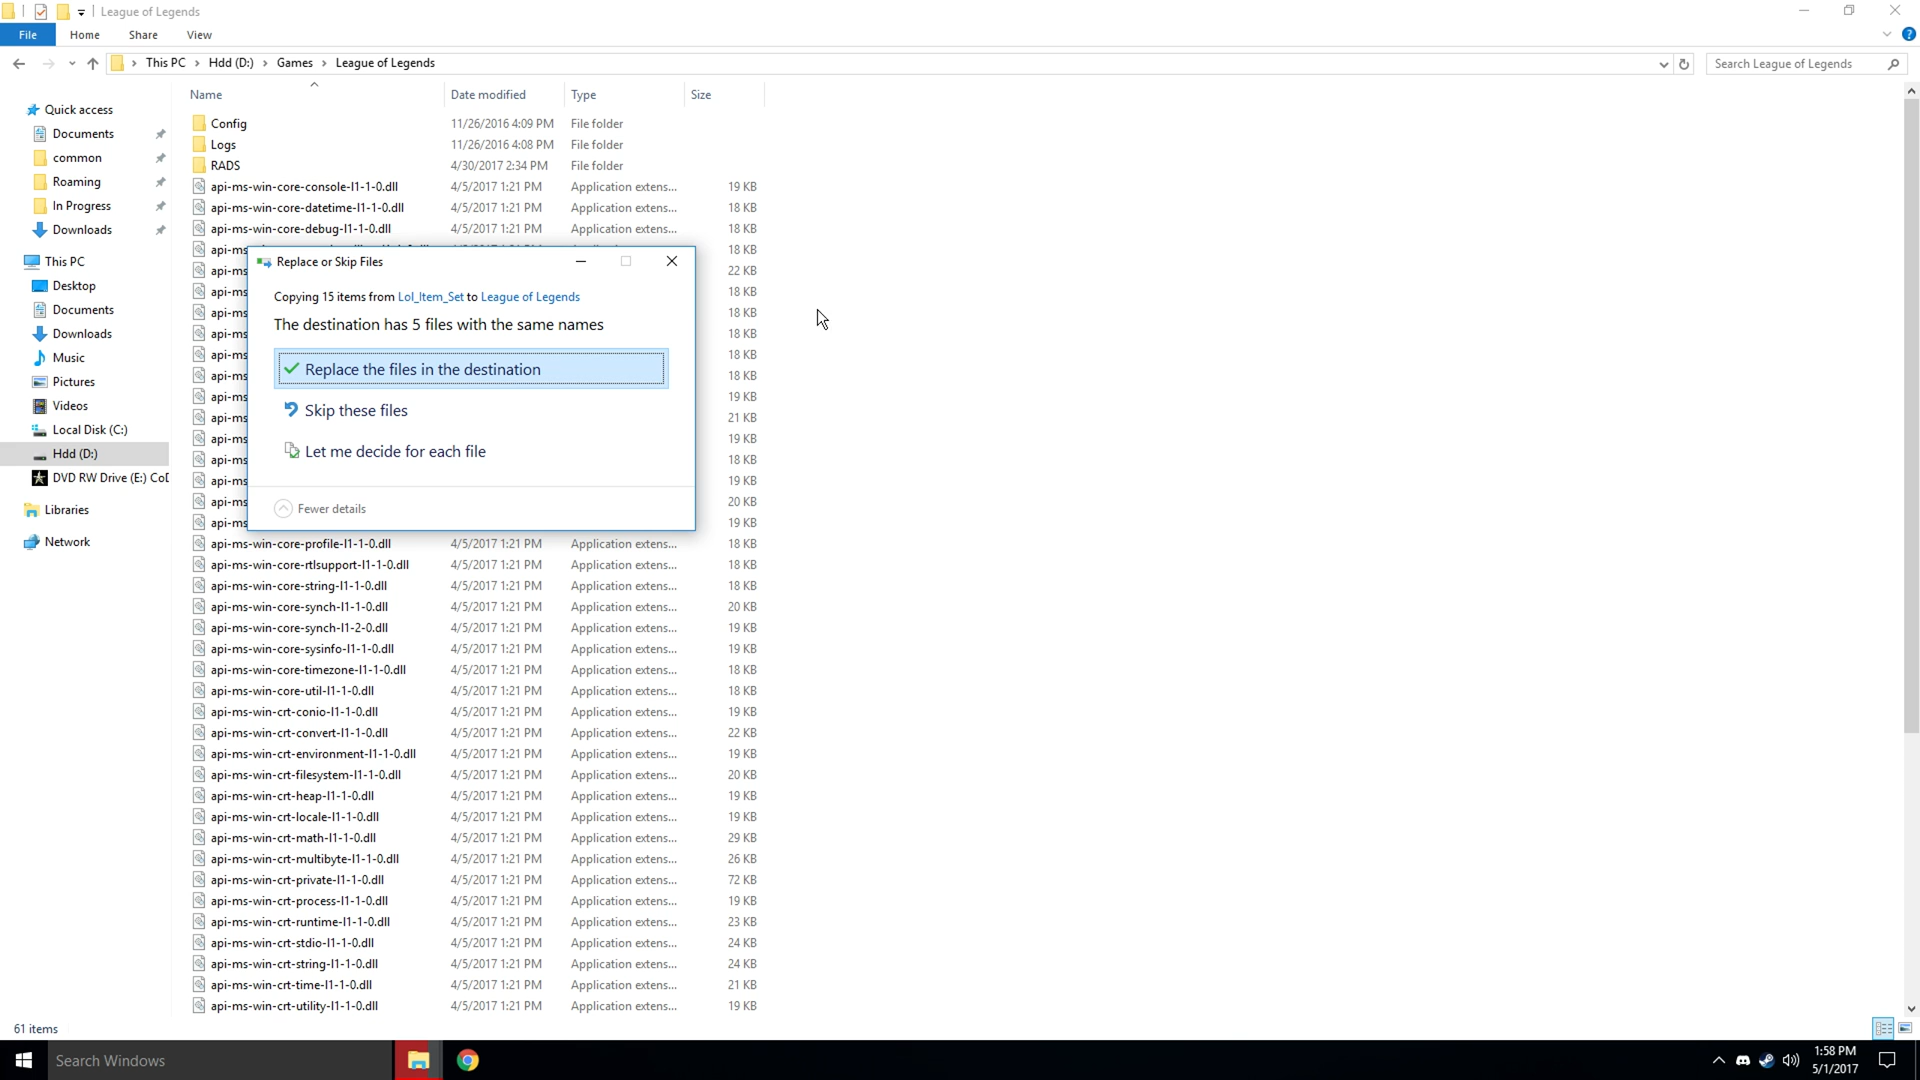 League of Legends
File
Home
Share
View
This PC
Hdd (D:)
Games
League of Legends
Search League of Legends
Name
Date modified
Type
Size
Quick access
Documents
common
Roaming
In Progress
Downloads
This PC
Desktop
Documents
Downloads
Music
Pictures
Videos
Local Disk (C:)
Hdd (D:)
DVD RW Drive (E:) Co
Libraries
Network
Config 11/26/2016 4:09 PM File folder
Logs 11/26/2016 4:08 PM File folder
RADS 4/30/2017 2:34 PM File folder
api-ms-win-core-console-l1-1-0.dll 4/5/2017 1:21 PM Application extens... 19 KB
api-ms-win-core-datetime-l1-1-0.dll 4/5/2017 1:21 PM Application extens... 18 KB
api-ms-win-core-debug-l1-1-0.dll 4/5/2017 1:21 PM Application extens... 18 KB
api-ms 18 KB
api-ms 22 KB
api-ms 18 KB
api-ms 18 KB
api-ms 18 KB
api-ms 18 KB
api-ms 18 KB
api-ms 19 KB
api-ms 21 KB
api-ms 19 KB
api-ms 18 KB
api-ms 19 KB
api-ms 20 KB
api-ms 19 KB
Replace or Skip Files
Copying 15 items from Lol_Item_Set to League of Legends
The destination has 5 files with the same names
Replace the files in the destination
Skip these files
Let me decide for each file
Fewer details
api-ms-win-core-profile-l1-1-0.dll 4/5/2017 1:21 PM Application extens... 18 KB
api-ms-win-core-rtlsupport-l1-1-0.dll 4/5/2017 1:21 PM Application extens... 18 KB
api-ms-win-core-string-l1-1-0.dll 4/5/2017 1:21 PM Application extens... 18 KB
api-ms-win-core-synch-l1-1-0.dll 4/5/2017 1:21 PM Application extens... 20 KB
api-ms-win-core-synch-l1-2-0.dll 4/5/2017 1:21 PM Application extens... 19 KB
api-ms-win-core-sysinfo-l1-1-0.dll 4/5/2017 1:21 PM Application extens... 19 KB
api-ms-win-core-timezone-l1-1-0.dll 4/5/2017 1:21 PM Application extens... 18 KB
api-ms-win-core-util-l1-1-0.dll 4/5/2017 1:21 PM Application extens... 18 KB
api-ms-win-crt-conio-l1-1-0.dll 4/5/2017 1:21 PM Application extens... 19 KB
api-ms-win-crt-convert-l1-1-0.dll 4/5/2017 1:21 PM Application extens... 22 KB
api-ms-win-crt-environment-l1-1-0.dll 4/5/2017 1:21 PM Application extens... 19 KB
api-ms-win-crt-filesystem-l1-1-0.dll 4/5/2017 1:21 PM Application extens... 20 KB
api-ms-win-crt-heap-l1-1-0.dll 4/5/2017 1:21 PM Application extens... 19 KB
api-ms-win-crt-locale-l1-1-0.dll 4/5/2017 1:21 PM Application extens... 19 KB
api-ms-win-crt-math-l1-1-0.dll 4/5/2017 1:21 PM Application extens... 29 KB
api-ms-win-crt-multibyte-l1-1-0.dll 4/5/2017 1:21 PM Application extens... 26 KB
api-ms-win-crt-private-l1-1-0.dll 4/5/2017 1:21 PM Application extens... 72 KB
api-ms-win-crt-process-l1-1-0.dll 4/5/2017 1:21 PM Application extens... 19 KB
api-ms-win-crt-runtime-l1-1-0.dll 4/5/2017 1:21 PM Application extens... 23 KB
api-ms-win-crt-stdio-l1-1-0.dll 4/5/2017 1:21 PM Application extens... 24 KB
api-ms-win-crt-string-l1-1-0.dll 4/5/2017 1:21 PM Application extens... 24 KB
api-ms-win-crt-time-l1-1-0.dll 4/5/2017 1:21 PM Application extens... 21 KB
api-ms-win-crt-utility-l1-1-0.dll 4/5/2017 1:21 PM Application extens... 19 KB
61 items
Search Windows
1:58 PM
5/1/2017